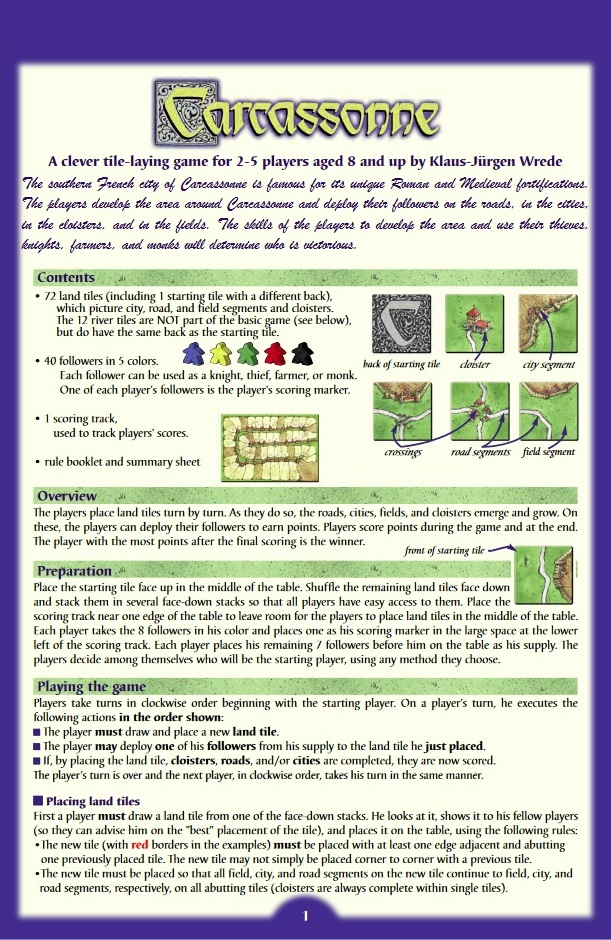 Carcassonne
A clever tile-laying game for 2-5 players aged 8 and up by Klaus-Jürgen Wrede
The southern French city of Carcassonne is famous for its unique Roman and Medieval fortifications.
The players develop the area around Carcassonne and deploy their followers on the roads, in the cities,
in the cloisters, and in the fields. The skills of the players to develop the area and use their thieves,
knights, farmers, and monks will determine who is victorious.
Contents
• 72 land tiles (including 1 starting tile with a different back),
which picture city, road, and field segments and cloisters.
The 12 river tiles are NOT part of the basic game (see below),
but do have the same back as the starting tile.
• 40 followers in 5 colors.
Each follower can be used as a knight, thief, farmer, or monk.
One of each player's followers is the player's scoring marker.
• 1 scoring track,
used to track players' scores.
• rule booklet and summary sheet
C
back of starting tile
cloister
city segment
crossings
road segments
field segment
Overview
The players place land tiles turn by turn. As they do so, the roads, cities, fields, and cloisters emerge and grow. On
these, the players can deploy their followers to earn points. Players score points during the game and at the end.
The player with the most points after the final scoring is the winner.
front of starting tile
Preparation
Place the starting tile face up in the middle of the table. Shuffle the remaining land tiles face down
and stack them in several face-down stacks so that all players have easy access to them. Place the
scoring track near one edge of the table to leave room for the players to place land tiles in the middle of the table.
Each player takes the 8 followers in his color and places one as his scoring marker in the large space at the lower
left of the scoring track. Each player places his remaining 7 followers before him on the table as his supply. The
players decide among themselves who will be the starting player, using any method they choose.
Playing the game
Players take turns in clockwise order beginning with the starting player. On a player's turn, he executes the
following actions in the order shown:
■ The player must draw and place a new land tile.
■ The player may deploy one of his followers from his supply to the land tile he just placed.
■ If, by placing the land tile, cloisters, roads, and/or cities are completed, they are now scored.
The player's turn is over and the next player, in clockwise order, takes his turn in the same manner.
■ Placing land tiles
First a player must draw a land tile from one of the face-down stacks. He looks at it, shows it to his fellow players
(so they can advise him on the "best" placement of the tile), and places it on the table, using the following rules:
• The new tile (with red borders in the examples) must be placed with at least one edge adjacent and abutting
one previously placed tile. The new tile may not simply be placed corner to corner with a previous tile.
• The new tile must be placed so that all field, city, and road segments on the new tile continue to field, city, and
road segments, respectively, on all abutting tiles (cloisters are always complete within single tiles).
1